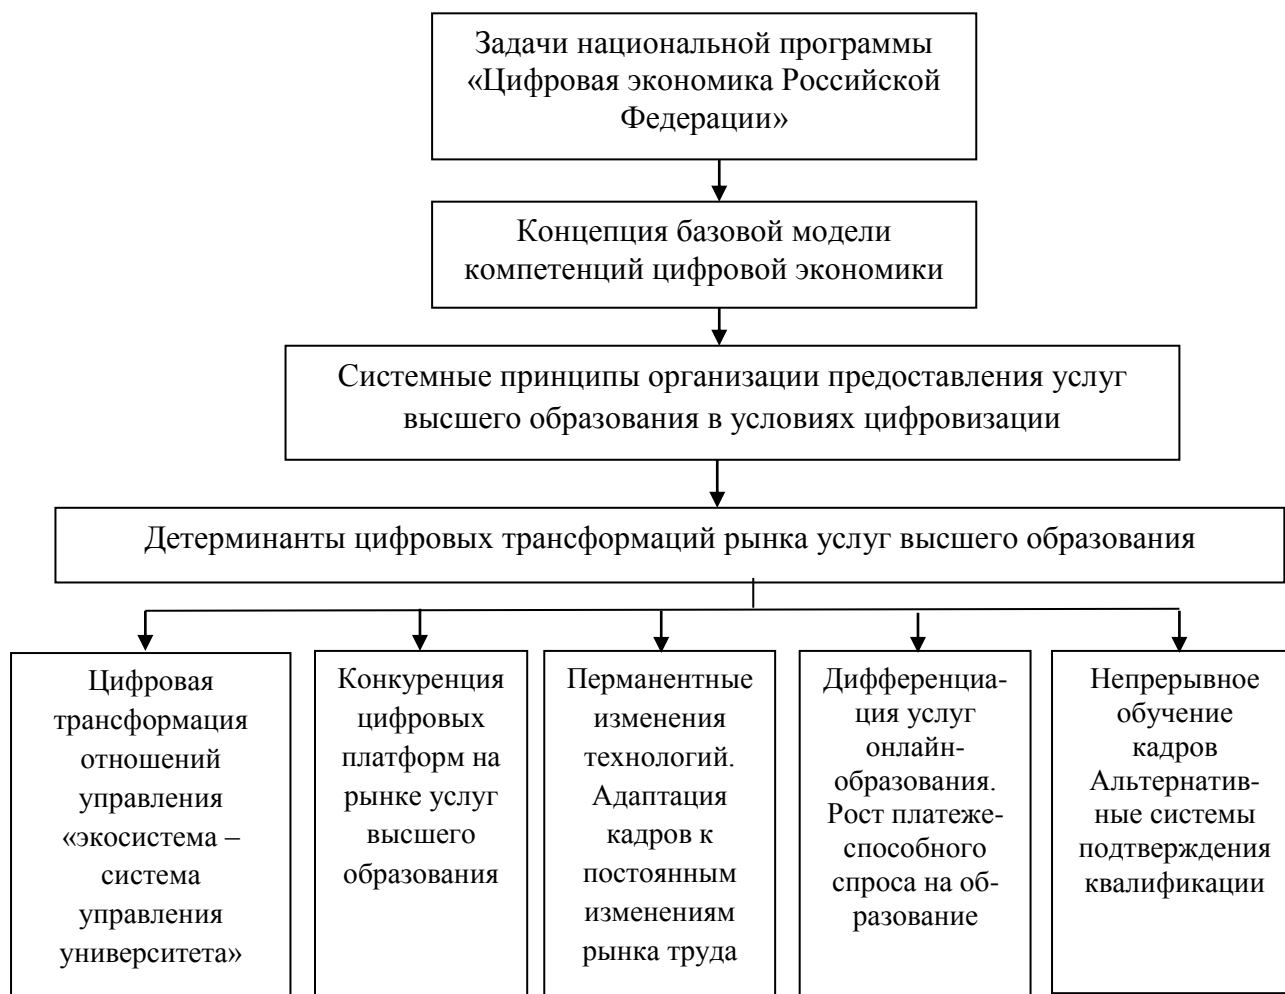 Задачи национальной программы
«Цифровая экономика Российской
Федерации»
Концепция базовой модели
компетенций цифровой экономики
Системные принципы организации предоставления услуг
высшего образования в условиях цифровизации
Детерминанты цифровых трансформаций рынка услуг высшего образования
Цифровая
трансформация
отношений
управления
«экосистема –
система
управления
университета»
Конкуренция
цифровых
платформ на
рынке услуг
высшего
образования
Перманентные
изменения
технологий.
Адаптация
кадров к
постоянным
изменениям
рынка труда
Дифференциа-
ция услуг
онлайн-
образования.
Рост платеже-
способного
спроса на об-
разование
Непрерывное
обучение
кадров
Альтернатив-
ные системы
подтверждения
квалификации